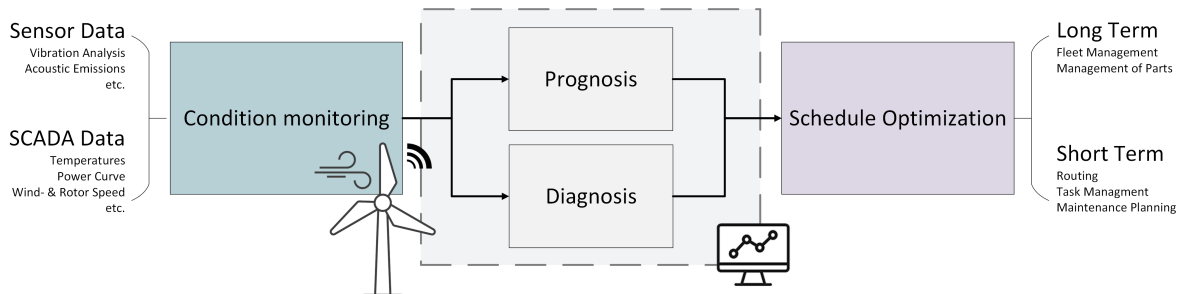 Sensor Data
Vibration Analysis
Acoustic Emissions
etc.
SCADA Data
Temperatures
Power Curve
Wind- & Rotor Speed
etc.
Condition monitoring
Prognosis
Diagnosis
Schedule Optimization
Long Term
Fleet Management
Management of Parts
Short Term
Routing
Task Managment
Maintenance Planning